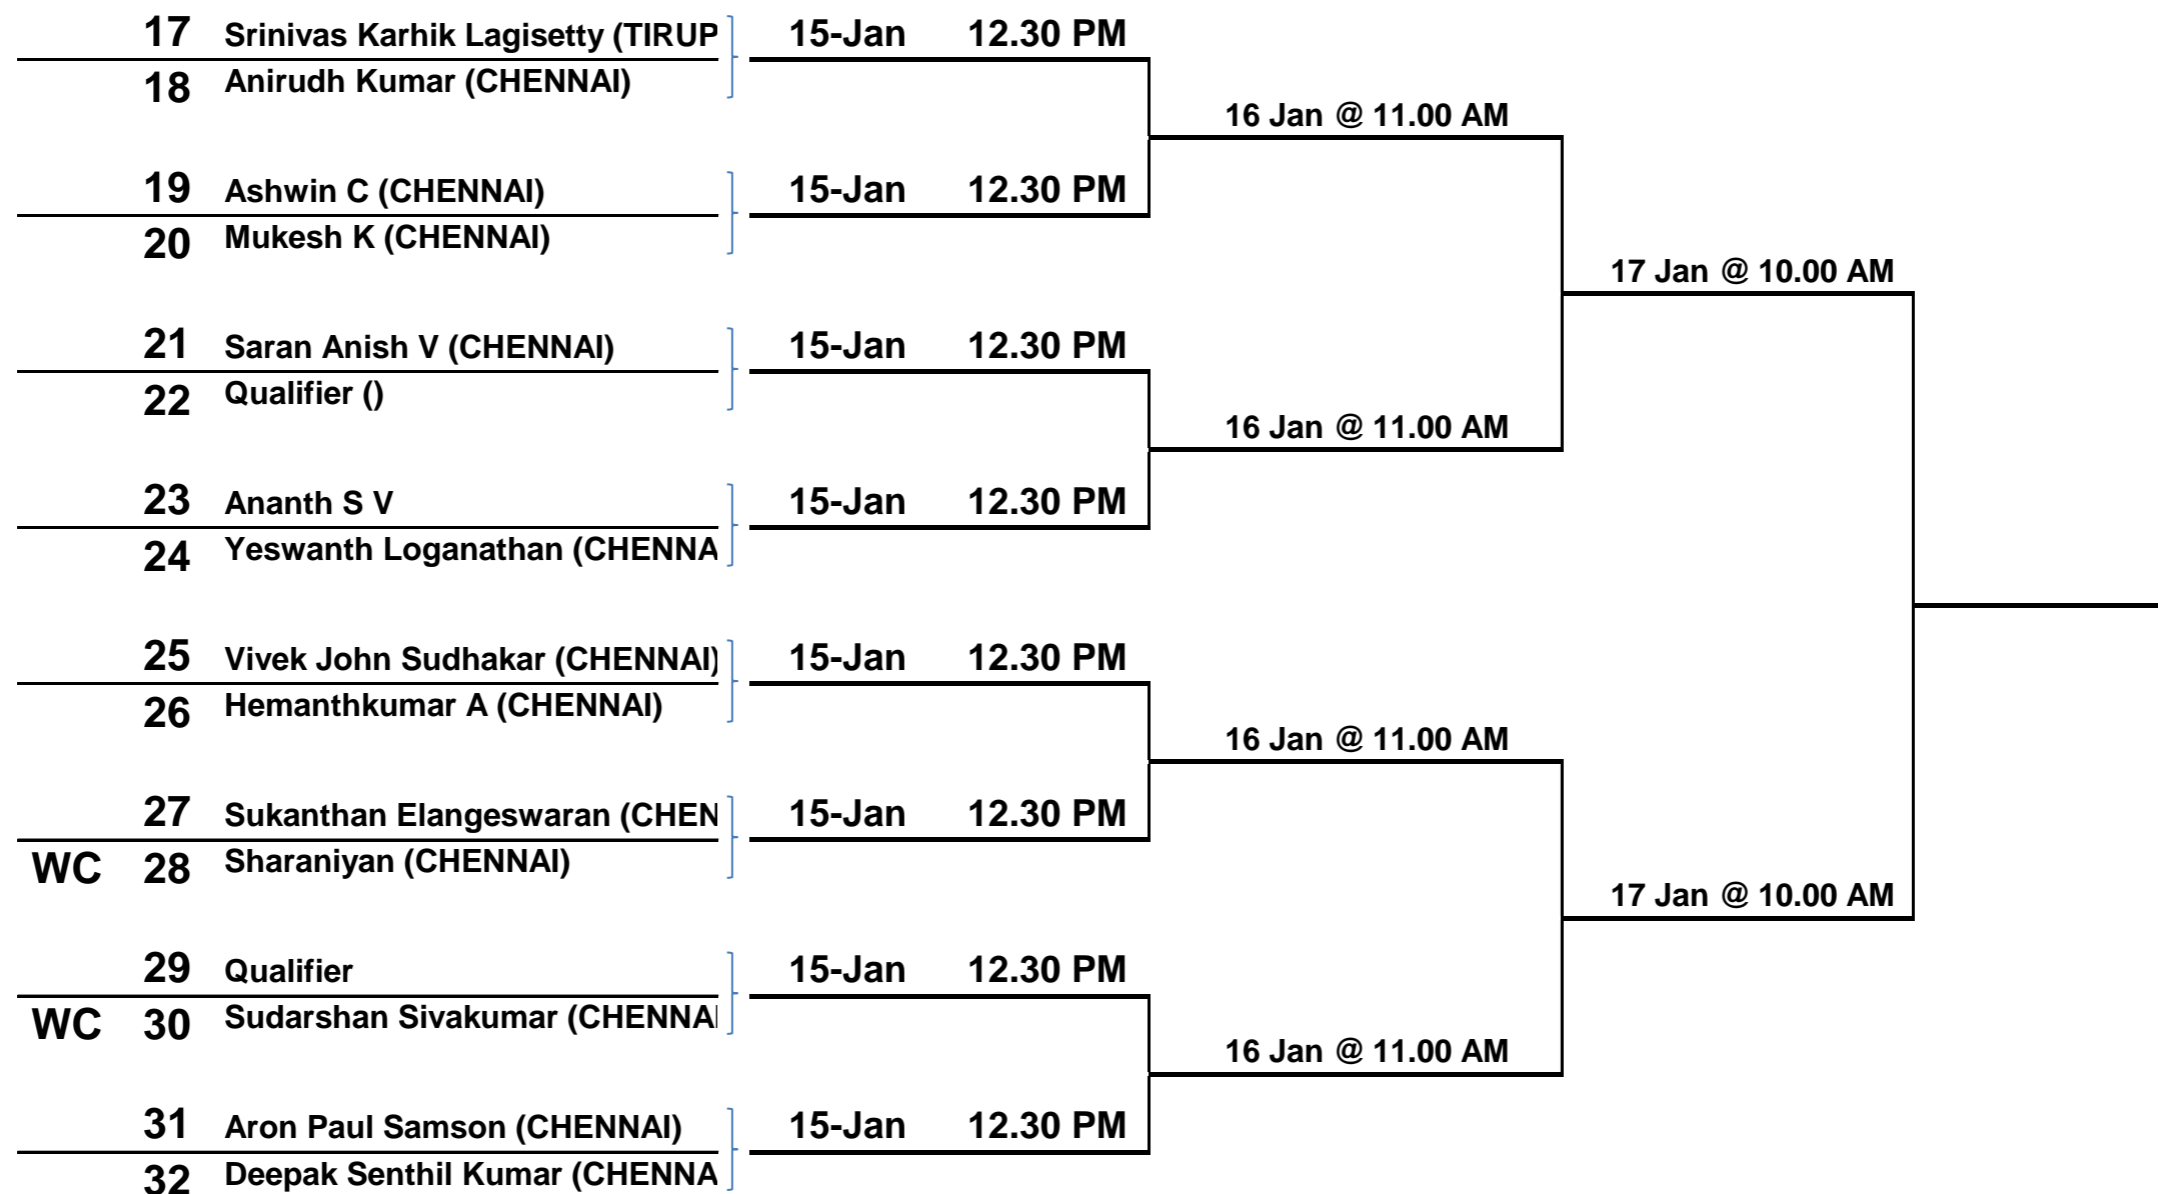 17 Srinivas Karhik Lagisetty (TIRUP 15-Jan 12.30 PM
18 Anirudh Kumar (CHENNAI)
16 Jan @ 11.00 AM
19 Ashwin C (CHENNAI) 15-Jan 12.30 PM
20 Mukesh K (CHENNAI)
17 Jan @ 10.00 AM
21 Saran Anish V (CHENNAI) 15-Jan 12.30 PM
22 Qualifier ()
16 Jan @ 11.00 AM
23 Ananth S V 15-Jan 12.30 PM
24 Yeswanth Loganathan (CHENNA
25 Vivek John Sudhakar (CHENNAI) 15-Jan 12.30 PM
26 Hemanthkumar A (CHENNAI)
16 Jan @ 11.00 AM
27 Sukanthan Elangeswaran (CHEN 15-Jan 12.30 PM
WC 28 Sharaniyan (CHENNAI)
17 Jan @ 10.00 AM
29 Qualifier 15-Jan 12.30 PM
WC 30 Sudarshan Sivakumar (CHENNAI
16 Jan @ 11.00 AM
31 Aron Paul Samson (CHENNAI) 15-Jan 12.30 PM
32 Deepak Senthil Kumar (CHENNA